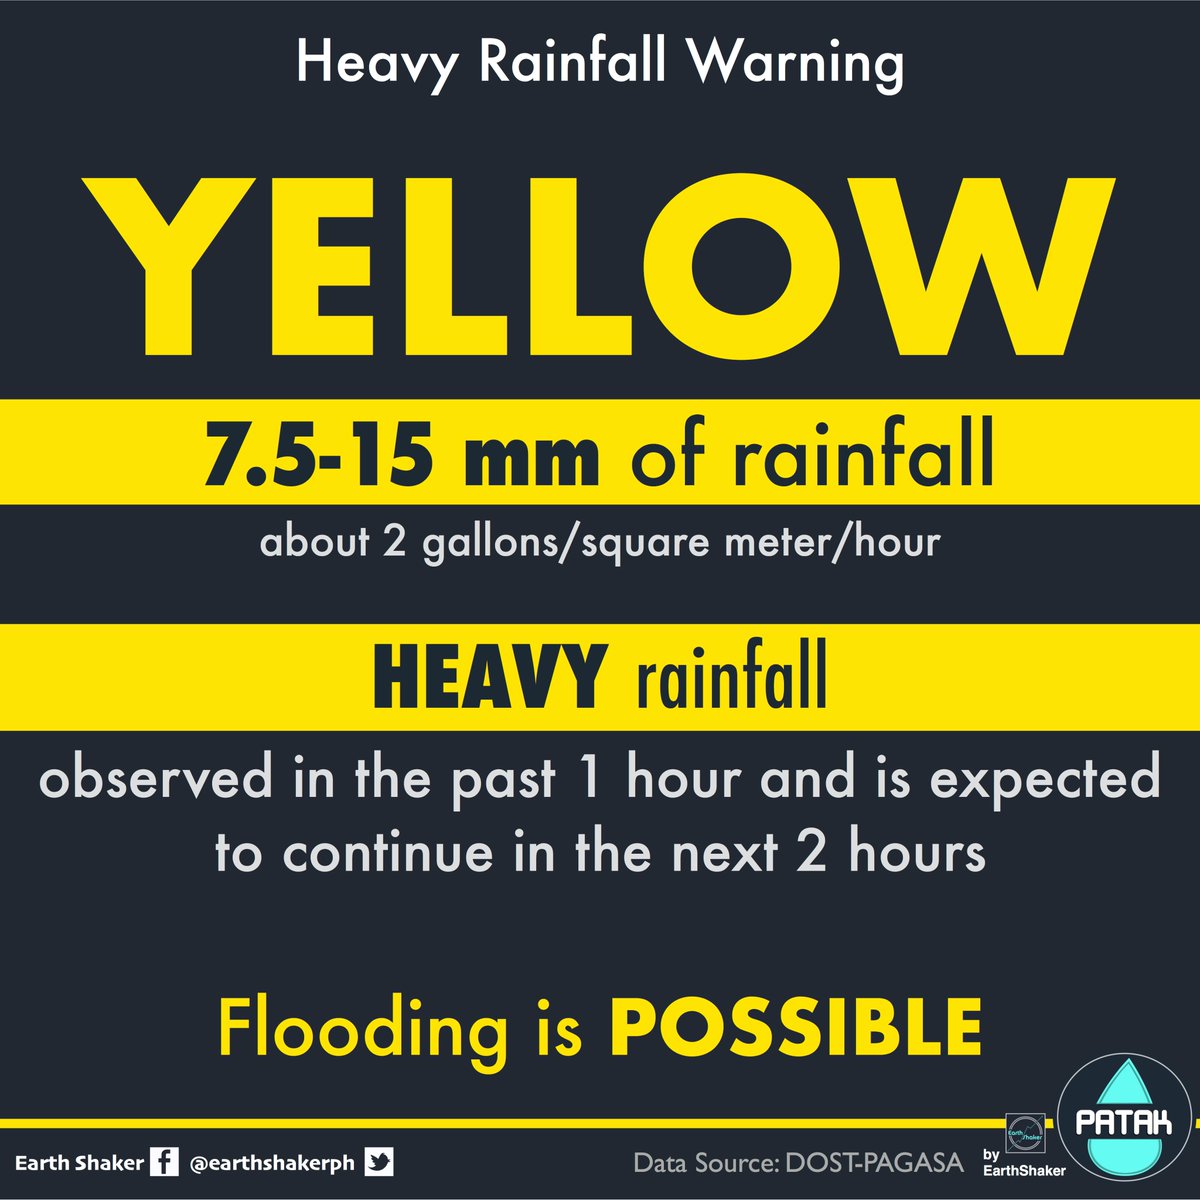 Heavy Rainfall Warning
YELLOW
7.5-15 mm of rainfall
about 2 gallons/square meter/hour
HEAVY rainfall
observed in the past 1 hour and is expected
to continue in the next 2 hours
Flooding is POSSIBLE
Earth Shaker @earthshakerph
Data Source: DOST-PAGASA
Earth
Shaker
by
EarthShaker
PATAK